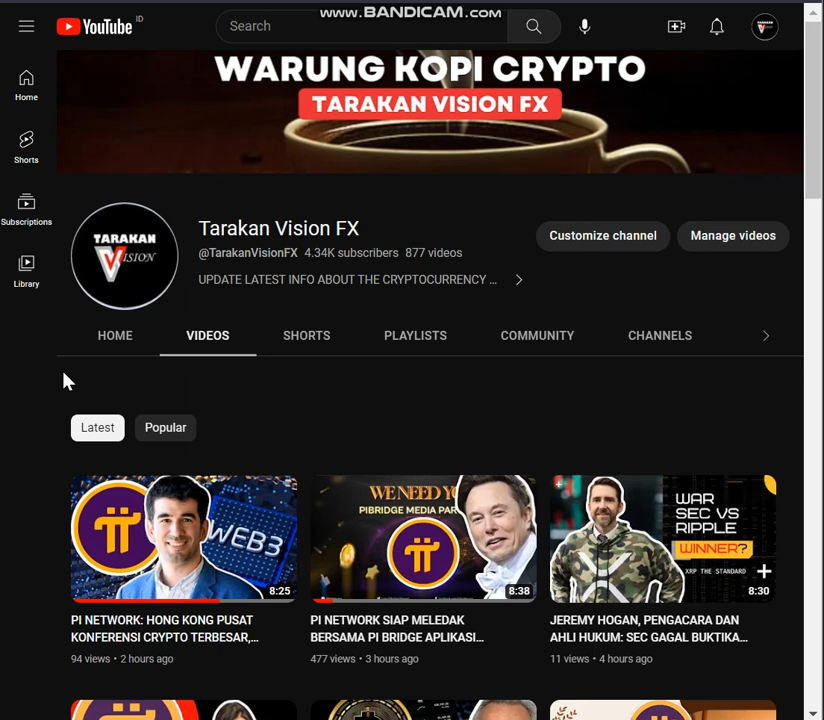 www.BANDICAM.com
YouTube ID
Search
TARAKAN VISION
WARUNG KOPI CRYPTO
TARAKAN VISION FX
Home
Shorts
Subscriptions
Library
TARAKAN
VISION
Tarakan Vision FX
@TarakanVisionFX 4.34K subscribers 877 videos
UPDATE LATEST INFO ABOUT THE CRYPTOCURRENCY ...
Customize channel
Manage videos
HOME
VIDEOS
SHORTS
PLAYLISTS
COMMUNITY
CHANNELS
Latest
Popular
WEB3
8:25
PI NETWORK: HONG KONG PUSAT
KONFERENSI CRYPTO TERBESAR,...
94 views • 2 hours ago
WE NEED
PIBRIDGE MEDIA PAR
8:38
PI NETWORK SIAP MELEDAK
BERSAMA PI BRIDGE APLIKASI...
477 views • 3 hours ago
WAR
SEC VS
RIPPLE
WINNER?
XRP THE STANDARD
8:30
JEREMY HOGAN, PENGACARA DAN
AHLI HUKUM: SEC GAGAL BUKTIKA...
11 views • 4 hours ago